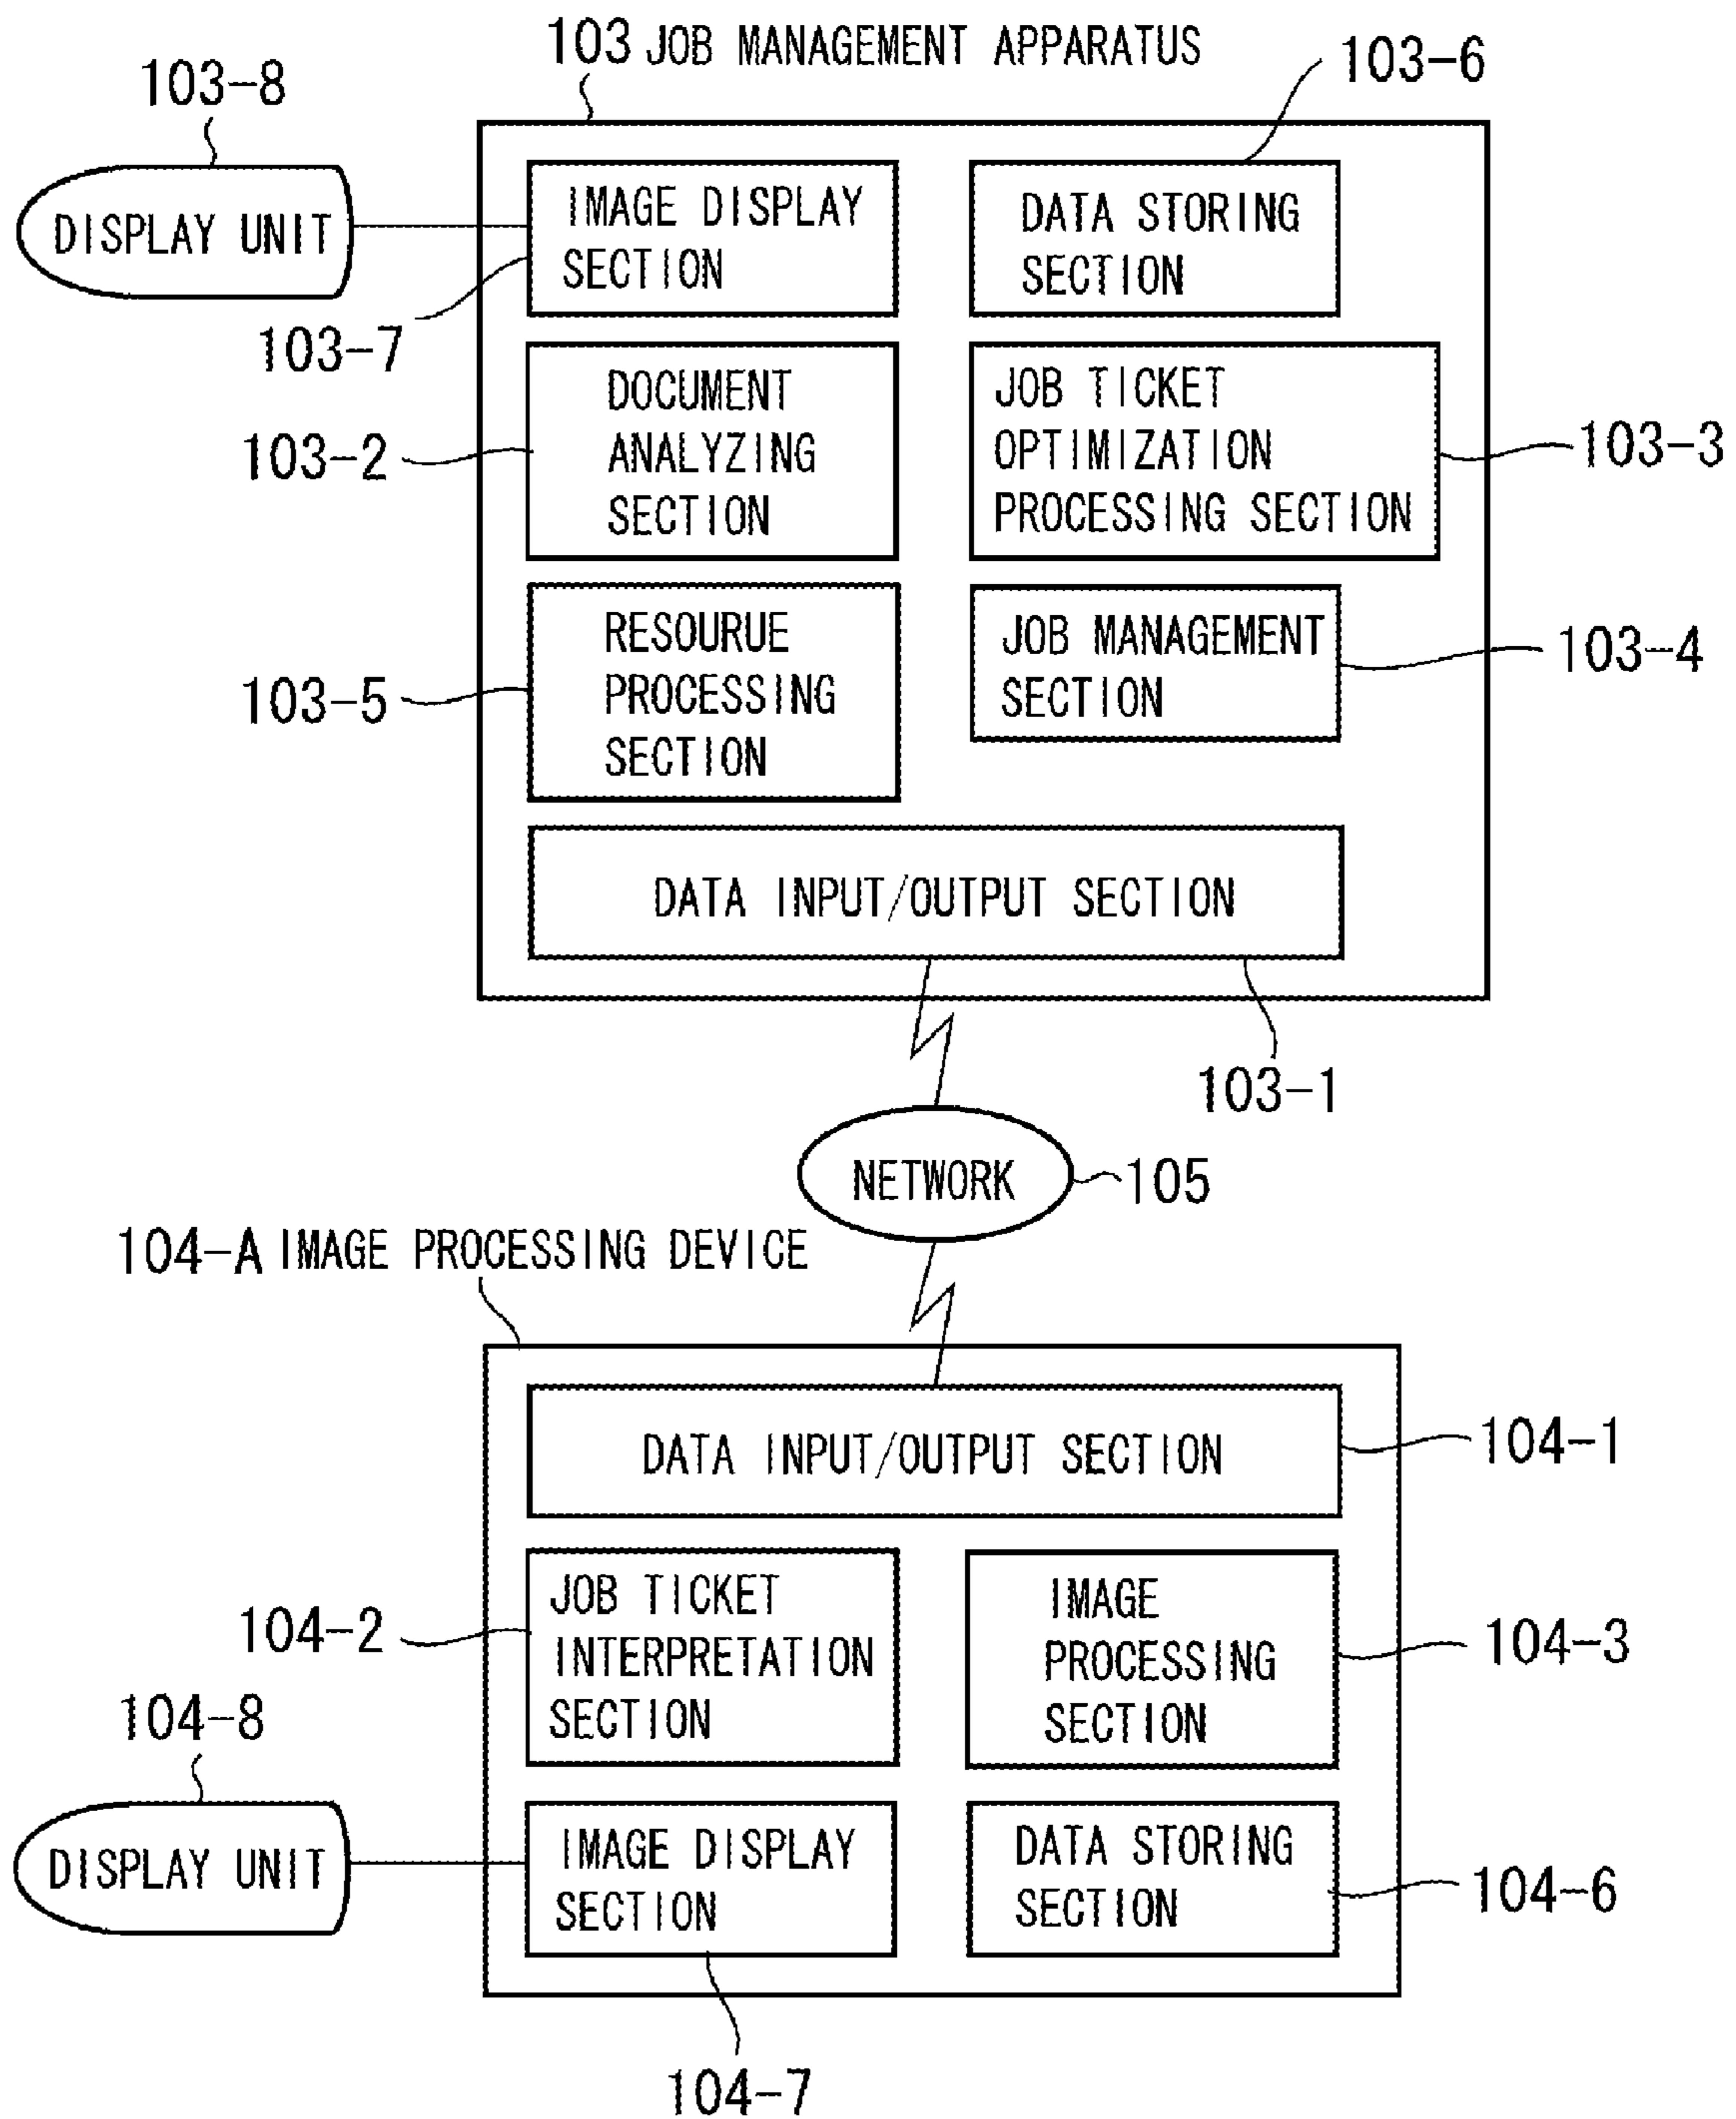 103 JOB MANAGEMENT APPARATUS
103-6
103-8
IMAGE DISPLAY
SECTION
DATA STORING
SECTION
DISPLAY UNIT
103-7
DOCUMENT
ANALYZING
SECTION
103-2
JOB TICKET
OPTIMIZATION
PROCESSING SECTION
103-3
RESOURUE
PROCESSING
SECTION
103-5
JOB MANAGEMENT
SECTION
103-4
DATA INPUT/OUTPUT SECTION
103-1
NETWORK
105
104-A IMAGE PROCESSING DEVICE
DATA INPUT/OUTPUT SECTION
104-1
JOB TICKET
INTERPRETATION
SECTION
104-2
IMAGE
PROCESSING
SECTION
104-3
104-8
DISPLAY UNIT
IMAGE DISPLAY
SECTION
DATA STORING
SECTION
104-6
104-7